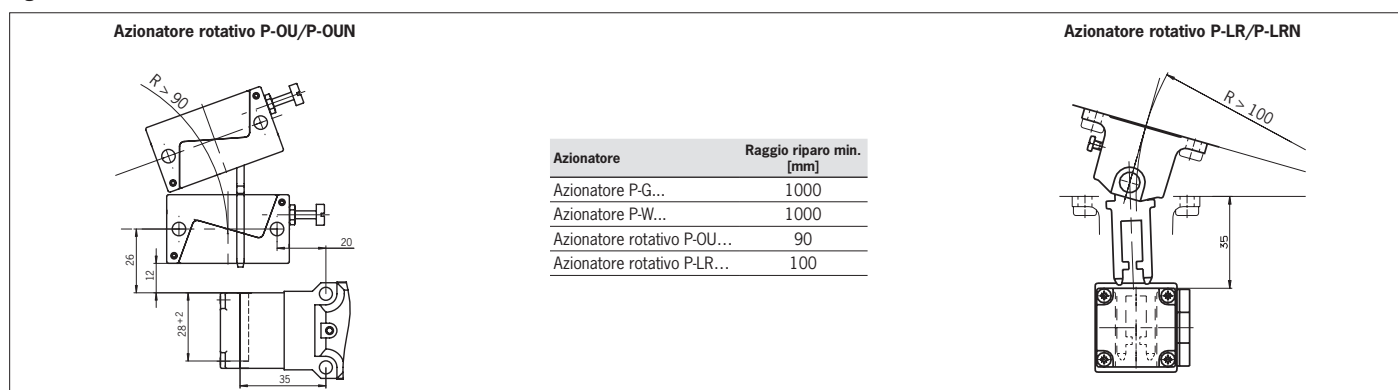 Azionatore rotativo P-OU/P-OUN
R > 90
20
26
12
28+2
35
Azionatore Raggio riparo min. [mm]
Azionatore P-G... 1000
Azionatore P-W... 1000
Azionatore rotativo P-OU... 90
Azionatore rotativo P-LR... 100
Azionatore rotativo P-LR/P-LRN
R > 100
35